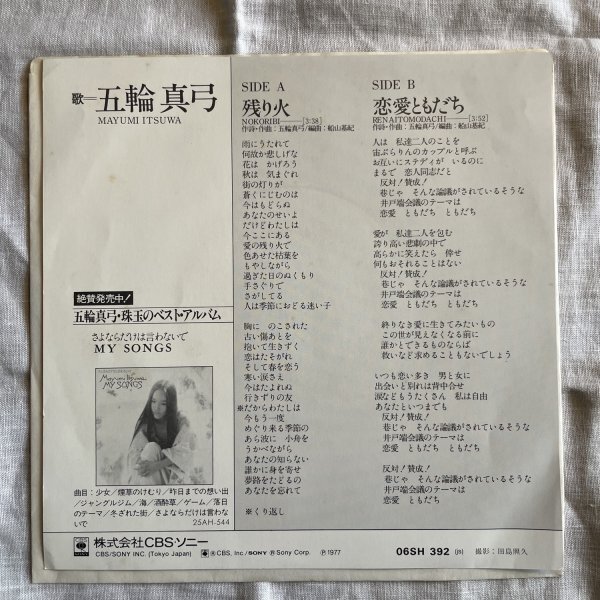 歌=五輪真弓
MAYUMI ITSUWA
SIDE A
残り火
NOKORIBI――[3:38]
作詩・作曲：五輪真弓/編曲：船山基紀
雨にうたれて
何故か悲しげな
花は かげろう
秋は 気まぐれ
街の灯りが
蒼くにじむのは
今はもどらぬ
あなたのせいよ
だけどわたしは
今ここにある
愛の残り火で
色あせた枯葉を
もやしながら
過ぎた日のぬくもり
手さぐりで
さがしてる
人は季節におどる迷い子
胸に のこされた
古い傷あとを
抱いて生きずく
恋はたそがれ
そして春を恋う
寒い涙さえ
今はたよれぬ
行きずりの友
※だからわたしは
今もう一度
めぐり来る季節の
あら波に 小舟を
うかべながら
あなたの知らない
誰かに身を寄せ
夢路をたどるの
あなたを忘れて
※くり返し
SIDE B
恋愛ともだち
RENAITOMODACHI――[3:52]
作詩・作曲：五輪真弓/編曲：船山基紀
人は 私達二人のことを
宙ぶらりんのカップルと呼ぶ
お互いにステディが いるのに
まるで 恋人同志だと
反対！賛成！
巷じゃ そんな論議がされているそうな
井戸端会議のテーマは
恋愛 ともだち ともだち
愛が 私達二人を包む
誇り高い悲劇の中で
高らかに笑えたら 倖せ
何もおそれることはない
反対！賛成！
巷じゃ そんな論議がされているそうな
井戸端会議のテーマは
恋愛 ともだち ともだち
終りなき愛に生きてみたいもの
この世が見えなくなる前に
誰かとできるものならば
救いなど求めることもないでしょう
いつも恋い多き 男と女に
出会いと別れは背中合せ
涙などもうたくさん 私は自由
あなたといつまでも
反対！賛成！
巷じゃ そんな論議がされているそうな
井戸端会議のテーマは
恋愛 ともだち ともだち
反対！賛成！
巷じゃ そんな論議がされているそうな
井戸端会議のテーマは
恋愛 ともだち ともだち
絶賛発売中！
五輪真弓・珠玉のベスト・アルバム
さよならだけは言わないで
MY SONGS
Mayumi Itsuwa
MY SONGS
曲目：少女/煙草のけむり/昨日までの想い出
/ジャングルジム/海/酒酔草/ゲーム/落日
のテーマ/冬ざれた街/さよならだけは言わな
いで
25AH-544
株式会社CBS・ソニー
CBS/SONY INC. (Tokyo Japan)
Ⓡ CBS, Inc./SONY Ⓡ Sony Corp. Ⓟ1977
06SH 392 (B)
撮影：田島照久